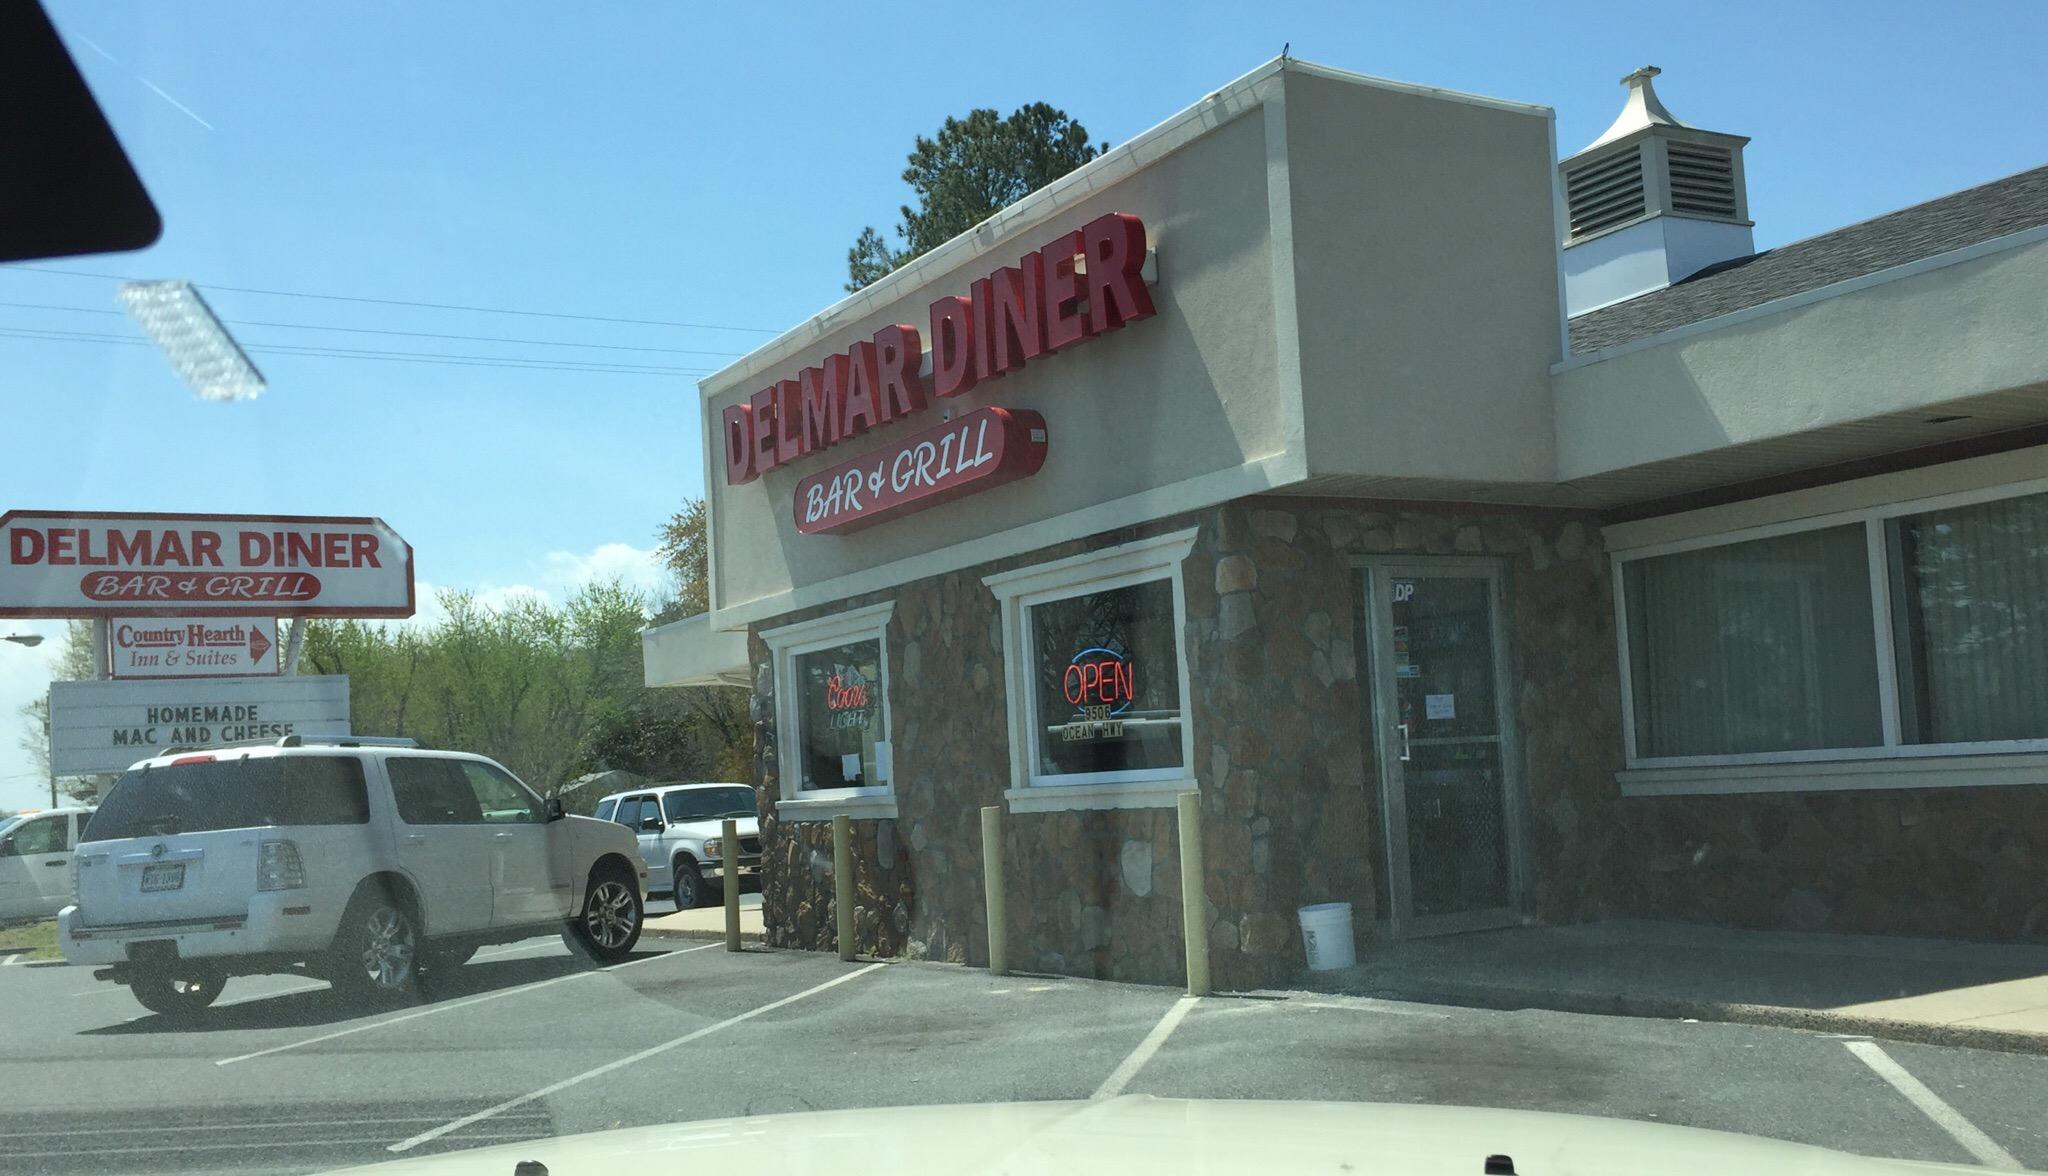 DELMAR DINER
BAR & GRILL
DELMAR DINER
BAR & GRILL
Country Hearth
Inn & Suites
HOMEMADE
MAC AND CHEESE
Coors
LIGHT
OPEN
9506
OCEAN HWY
DP